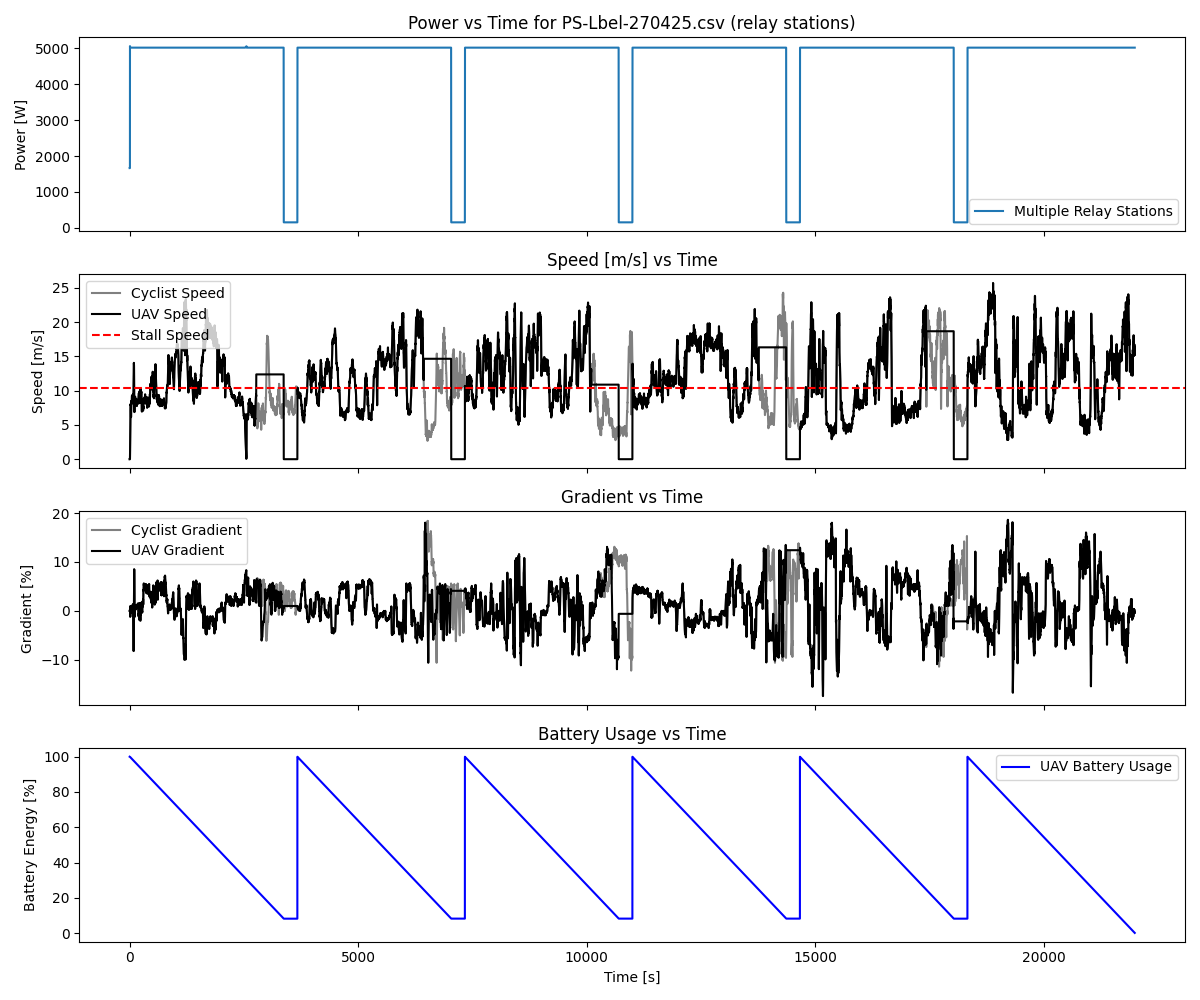 Power vs Time for PS-Lbel-270425.csv (relay stations)
5000
4000
3000
2000
1000
0
Power [W]
Multiple Relay Stations
Speed [m/s] vs Time
25
20
15
10
5
0
Speed [m/s]
Cyclist Speed
UAV Speed
Stall Speed
Gradient vs Time
20
10
0
−10
Gradient [%]
Cyclist Gradient
UAV Gradient
Battery Usage vs Time
100
80
60
40
20
0
Battery Energy [%]
UAV Battery Usage
0 5000 10000 15000 20000
Time [s]